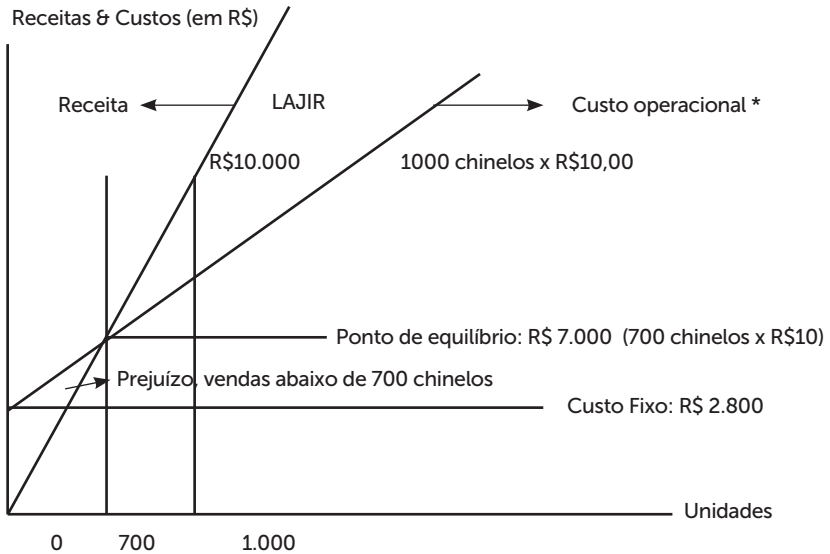 Receitas & Custos (em R$)
Receita
LAJIR
Custo operacional *
R$10.000
1000 chinelos x R$10,00
Ponto de equilíbrio: R$ 7.000 (700 chinelos x R$10)
Prejuízo, vendas abaixo de 700 chinelos
Custo Fixo: R$ 2.800
Unidades
0 700 1.000